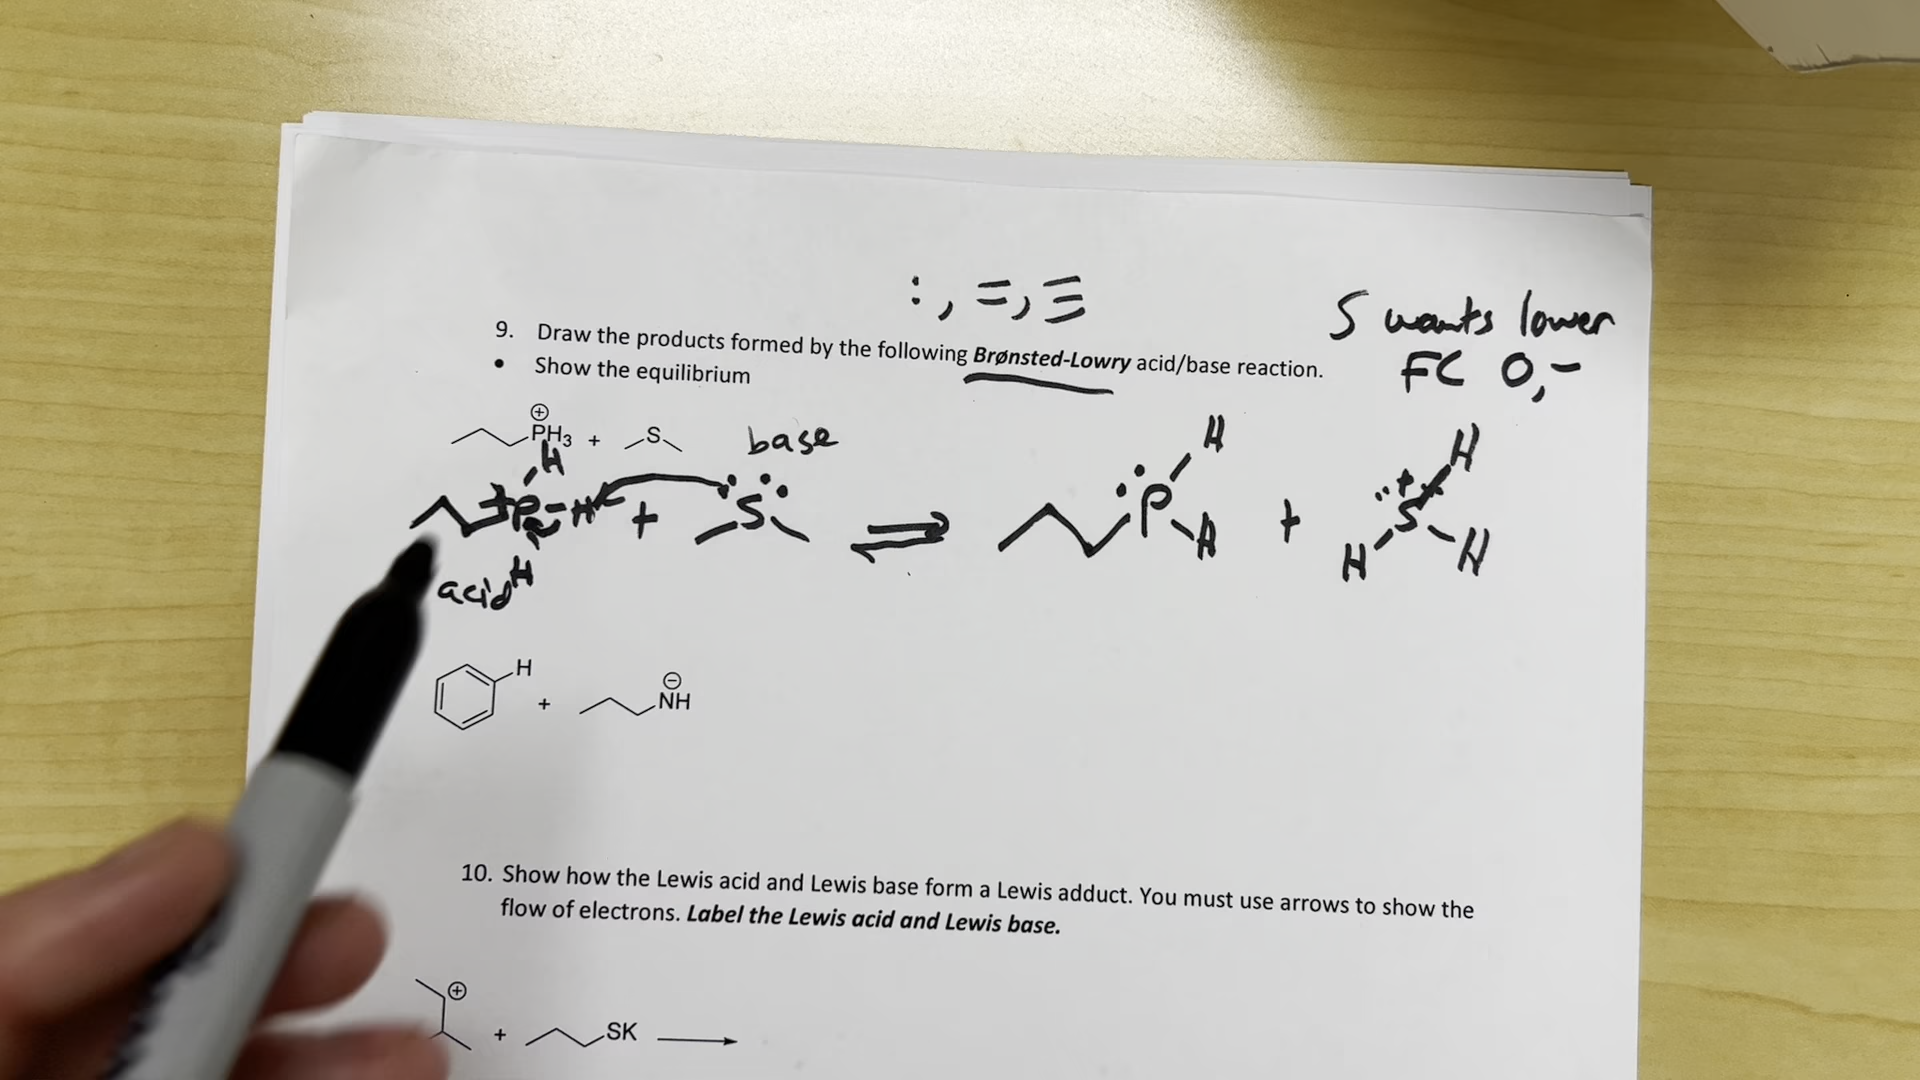 : , = , ≡
S wants lower
FC 0, -
9. Draw the products formed by the following Brønsted-Lowry acid/base reaction.
• Show the equilibrium
⊕
PH3 + S
base
H
P - H + S ⇌ P H H + S + H H H
acid H
H + ⊖ NH
10. Show how the Lewis acid and Lewis base form a Lewis adduct. You must use arrows to show the
flow of electrons. Label the Lewis acid and Lewis base.
⊕ + SK →